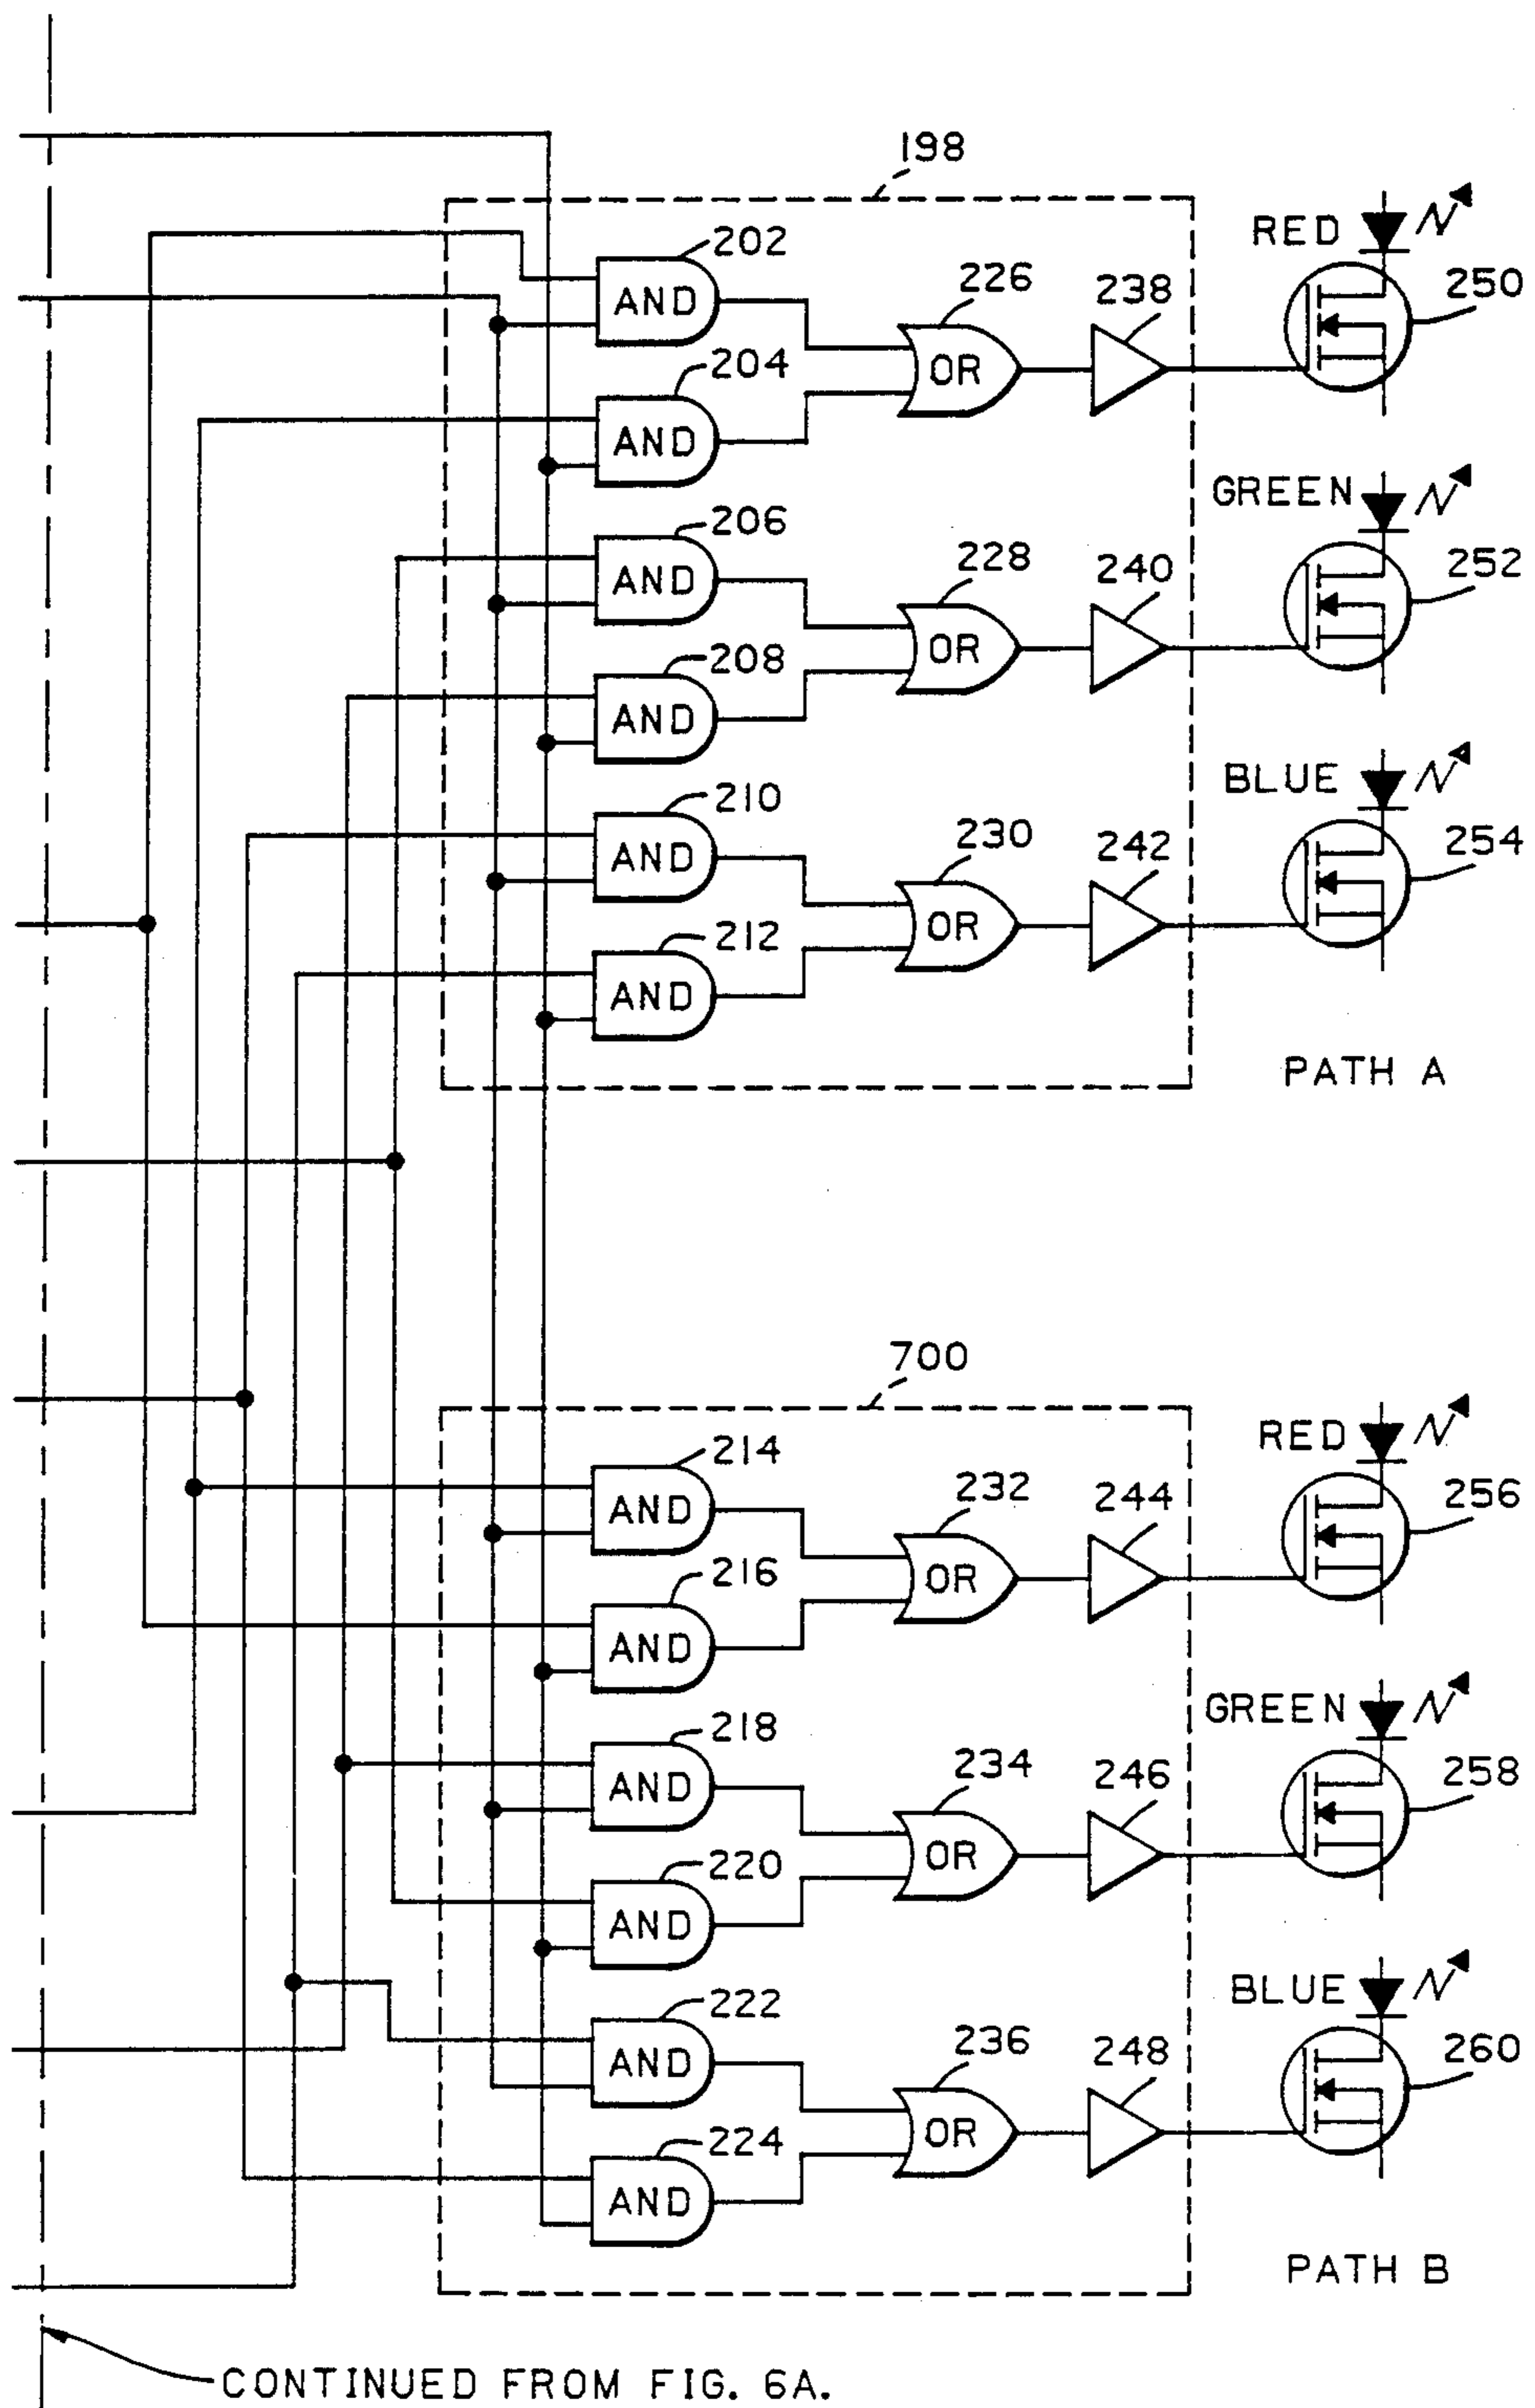 198
202
RED
AND
226
238
250
204
OR
AND
GREEN
206
252
AND
228
240
208
OR
AND
BLUE
210
254
AND
230
242
212
OR
AND
PATH A
700
214
RED
AND
232
244
256
216
OR
AND
GREEN
218
234
246
258
AND
220
OR
AND
BLUE
222
236
248
260
AND
224
OR
AND
PATH B
CONTINUED FROM FIG. 6A.